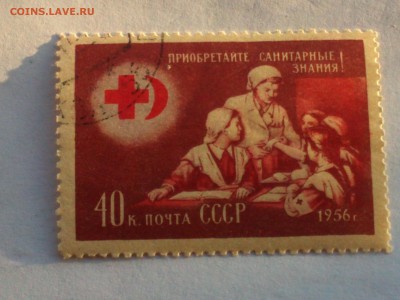 COINS.LAVE.RU
ПРИОБРЕТАЙТЕ САНИТАРНЫЕ
ЗНАНИЯ!
40 К. ПОЧТА СССР
1956 г.